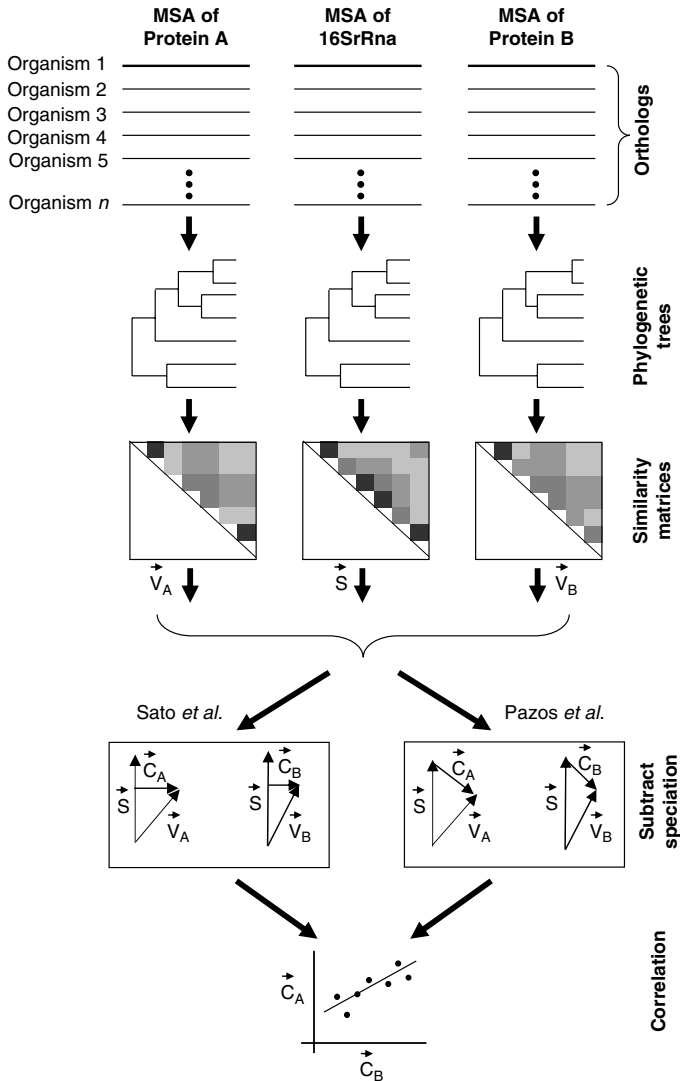 MSA of
Protein A
MSA of
16SrRna
MSA of
Protein B
Organism 1
Organism 2
Organism 3
Organism 4
Organism 5
Organism n
Orthologs
Phylogenetic
trees
Similarity
matrices
V_A
S
V_B
Sato et al.
Pazos et al.
C_A
S
V_A
C_B
S
V_B
C_A
S
V_A
C_B
S
V_B
Subtract
speciation
C_A
C_B
Correlation